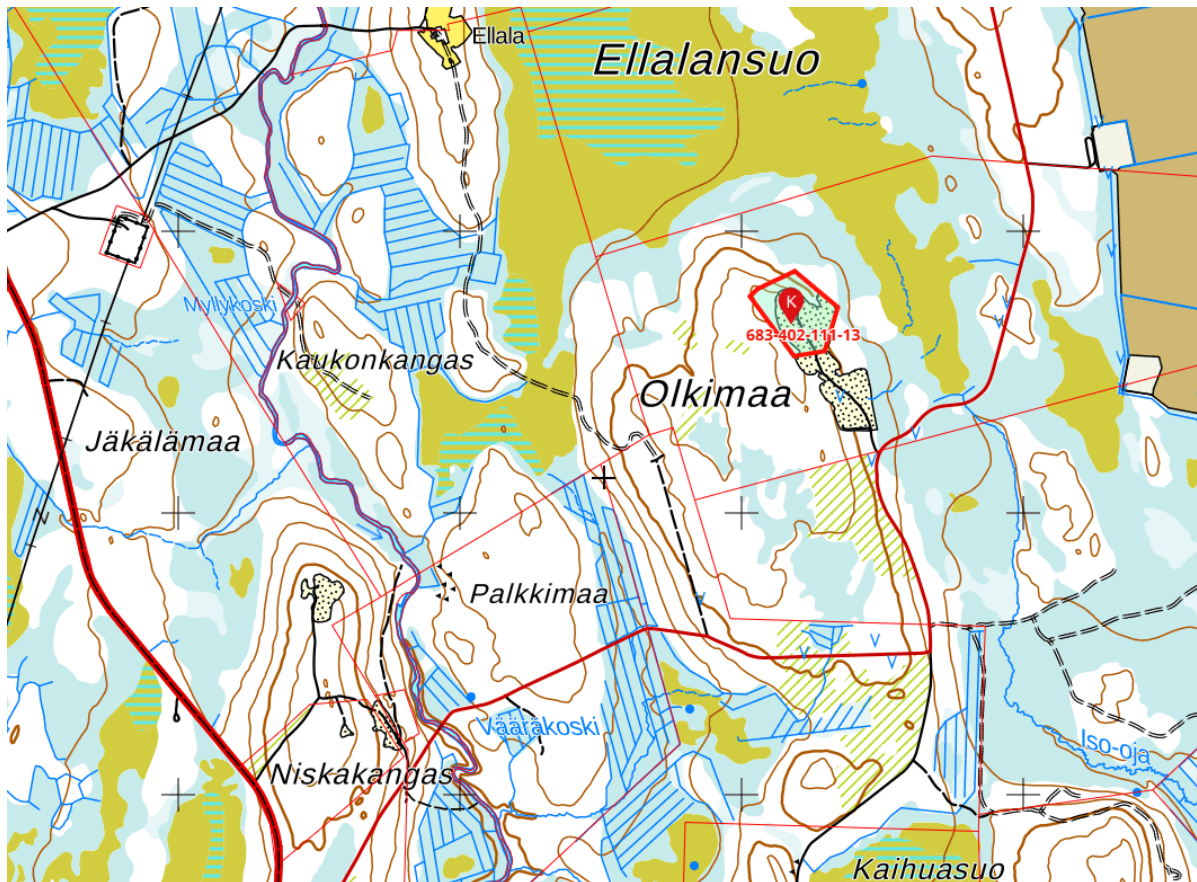 Ellala
Ellalansuo
Myllykoski
K
683-402-111-13
Kaukonkangas
Olkimaa
Jäkälämaa
Z
Palkkimaa
Vääräkoski
Iso-oja
Niskakangas
Kaihuasuo